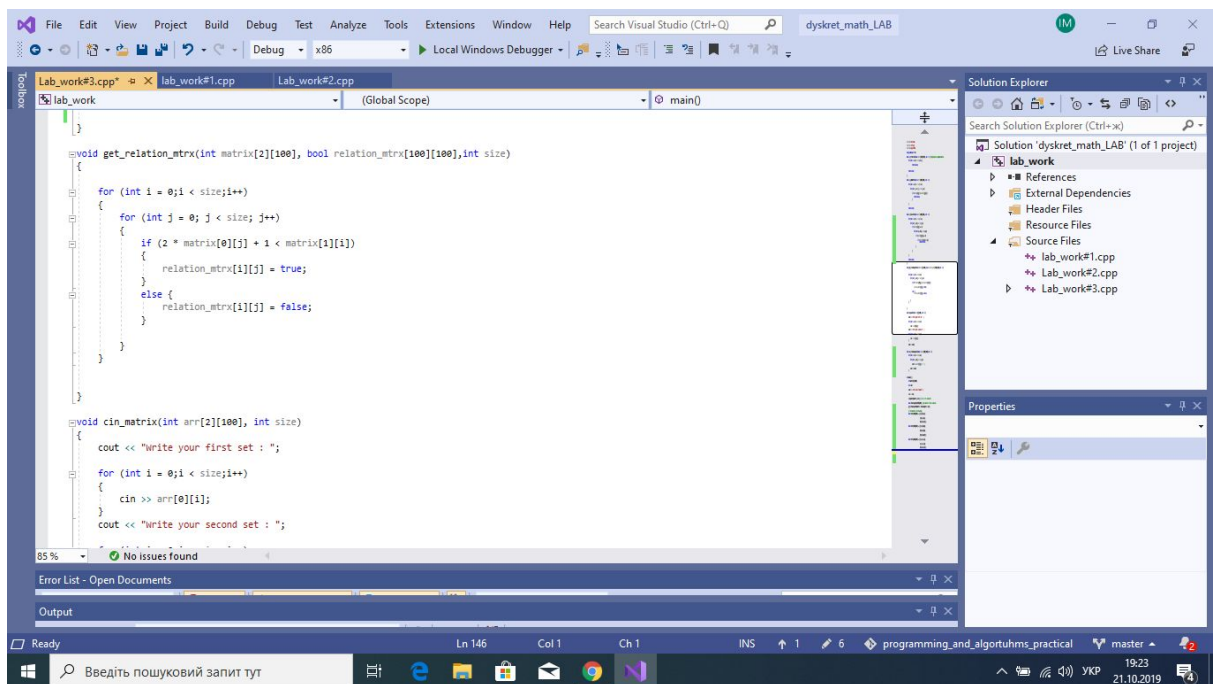 File Edit View Project Build Debug Test Analyze Tools Extensions Window Help Search Visual Studio (Ctrl+Q) dyskret_math_LAB IM
Debug x86 Local Windows Debugger Live Share
Toolbox
Lab_work#3.cpp* lab_work#1.cpp Lab_work#2.cpp
lab_work (Global Scope) main()
}
void get_relation_mtrx(int matrix[2][100], bool relation_mtrx[100][100],int size)
{
for (int i = 0;i < size;i++)
{
for (int j = 0; j < size; j++)
{
if (2 * matrix[0][j] + 1 < matrix[1][i])
{
relation_mtrx[i][j] = true;
}
else {
relation_mtrx[i][j] = false;
}
}
}
}
void cin_matrix(int arr[2][100], int size)
{
cout << "Write your first set : ";
for (int i = 0;i < size;i++)
{
cin >> arr[0][i];
}
cout << "Write your second set : ";
85 % No issues found
Error List - Open Documents
Output
Solution Explorer
Search Solution Explorer (Ctrl+ж)
Solution 'dyskret_math_LAB' (1 of 1 project)
lab_work
References
External Dependencies
Header Files
Resource Files
Source Files
lab_work#1.cpp
Lab_work#2.cpp
Lab_work#3.cpp
Properties
Ready Ln 146 Col 1 Ch 1 INS 1 6 programming_and_algortuhms_practical master 2
Введіть пошуковий запит тут УКР 19:23
21.10.2019 4